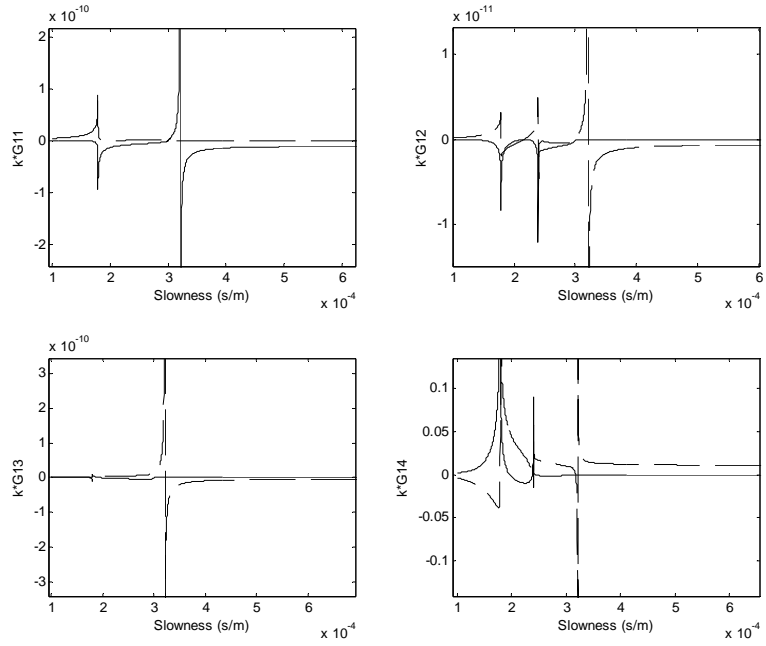 x 10^-10
2
1
0
-1
-2
k*G11
1 2 3 4 5 6
Slowness (s/m)
x 10^-4
x 10^-11
1
0
-1
k*G12
1 2 3 4 5 6
Slowness (s/m)
x 10^-4
x 10^-10
3
2
1
0
-1
-2
-3
k*G13
1 2 3 4 5 6
Slowness (s/m)
x 10^-4
0.1
0.05
0
-0.05
-0.1
k*G14
1 2 3 4 5 6
Slowness (s/m)
x 10^-4